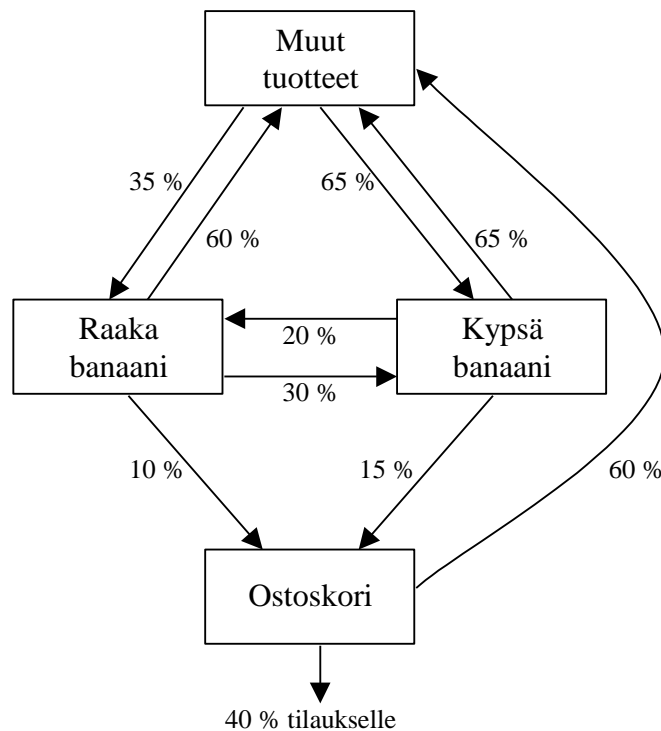 Muut
tuotteet
35 %
65 %
60 %
65 %
Raaka
banaani
20 %
30 %
Kypsä
banaani
10 %
15 %
60 %
Ostoskori
40 % tilaukselle